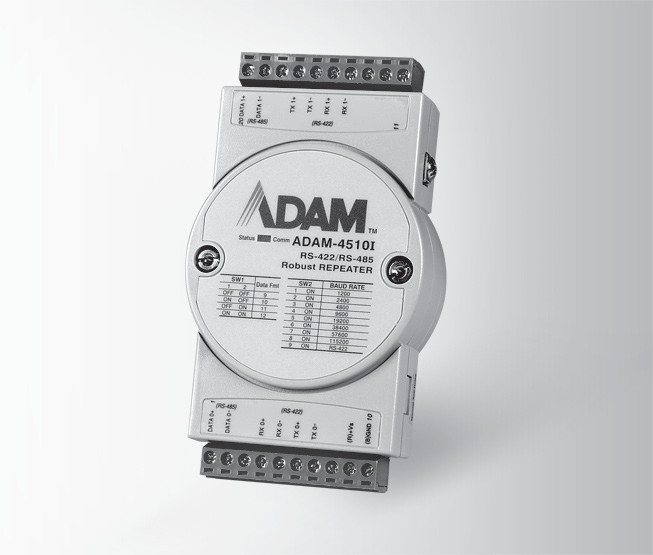 20 DATA 1+ DATA 1- TX 1+ TX 1- RX 1+ RX 1- 11
(RS-485) (RS-422)
ADAM™
Status Comm ADAM-4510I
RS-422/RS-485
Robust REPEATER
SW1 Data Fmt
1 2
OFF OFF 9
ON OFF 10
OFF ON 11
ON ON 12
SW2 BAUD RATE
1 ON 1200
2 ON 2400
3 ON 4800
4 ON 9600
5 ON 19200
6 ON 38400
7 ON 57600
8 ON 115200
9 ON RS-422
1 (RS-485) (RS-422)
DATA 0+ DATA 0- RX 0+ RX 0- TX 0+ TX 0- (R)+Vs (B)GND 10